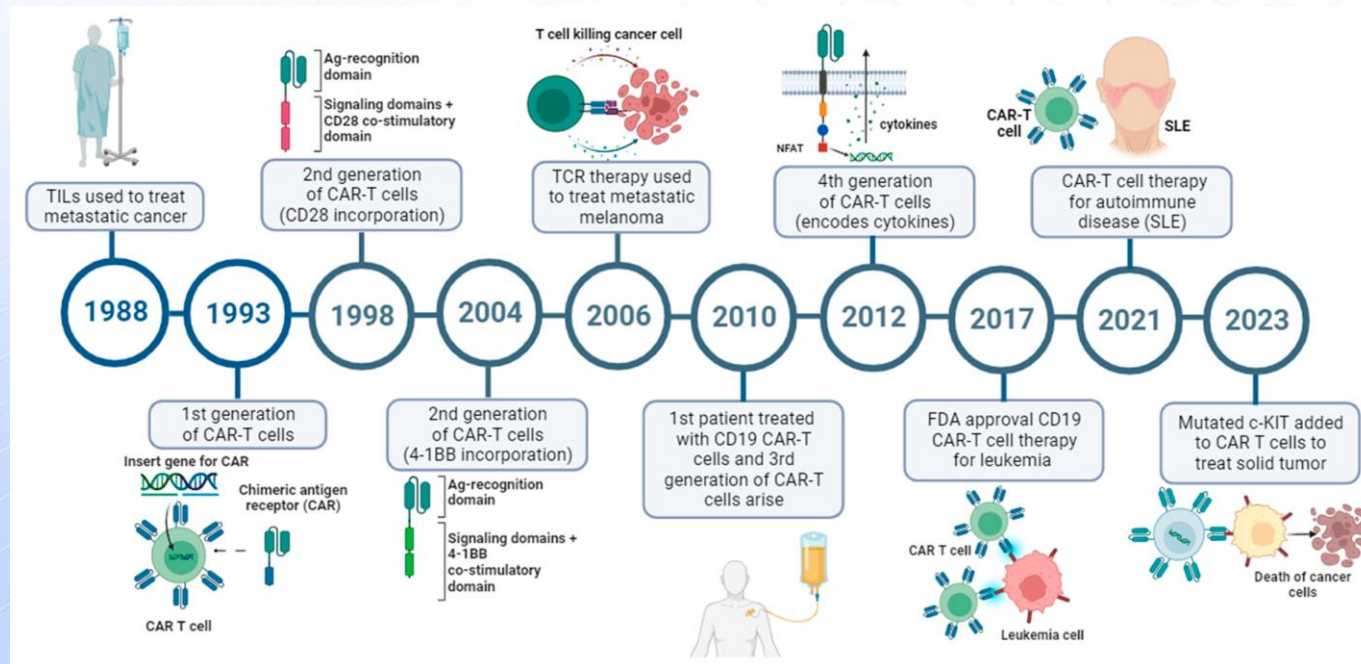 TILs used to treat
metastatic cancer
Ag-recognition
domain
Signaling domains +
CD28 co-stimulatory
domain
2nd generation
of CAR-T cells
(CD28 incorporation)
T cell killing cancer cell
TCR therapy used
to treat metastatic
melanoma
cytokines
NFAT
4th generation
of CAR-T cells
(encodes cytokines)
CAR-T
cell
SLE
CAR-T cell therapy
for autoimmune
disease (SLE)
1988
1993
1998
2004
2006
2010
2012
2017
2021
2023
1st generation
of CAR-T cells
Insert gene for CAR
Chimeric antigen
receptor (CAR)
CAR T cell
2nd generation
of CAR-T cells
(4-1BB incorporation)
Ag-recognition
domain
Signaling domains +
4-1BB
co-stimulatory
domain
1st patient treated
with CD19 CAR-T
cells and 3rd
generation of CAR-T
cells arise
FDA approval CD19
CAR-T cell therapy
for leukemia
CAR T cell
Leukemia cell
Mutated c-KIT added
to CAR T cells to
treat solid tumor
Death of cancer
cells